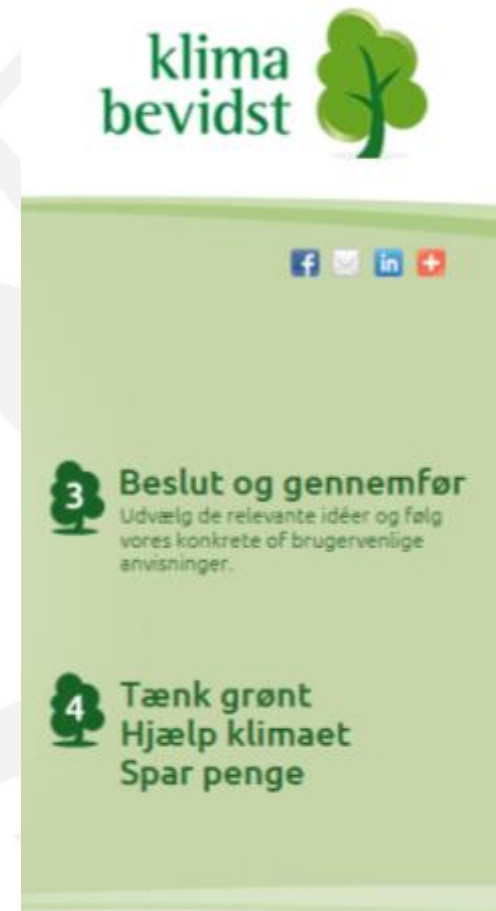 klima
bevidst
f in +
3 Beslut og gennemfør
Udvælg de relevante idéer og følg
vores konkrete of brugervenlige
anvisninger.
4 Tænk grønt
Hjælp klimaet
Spar penge